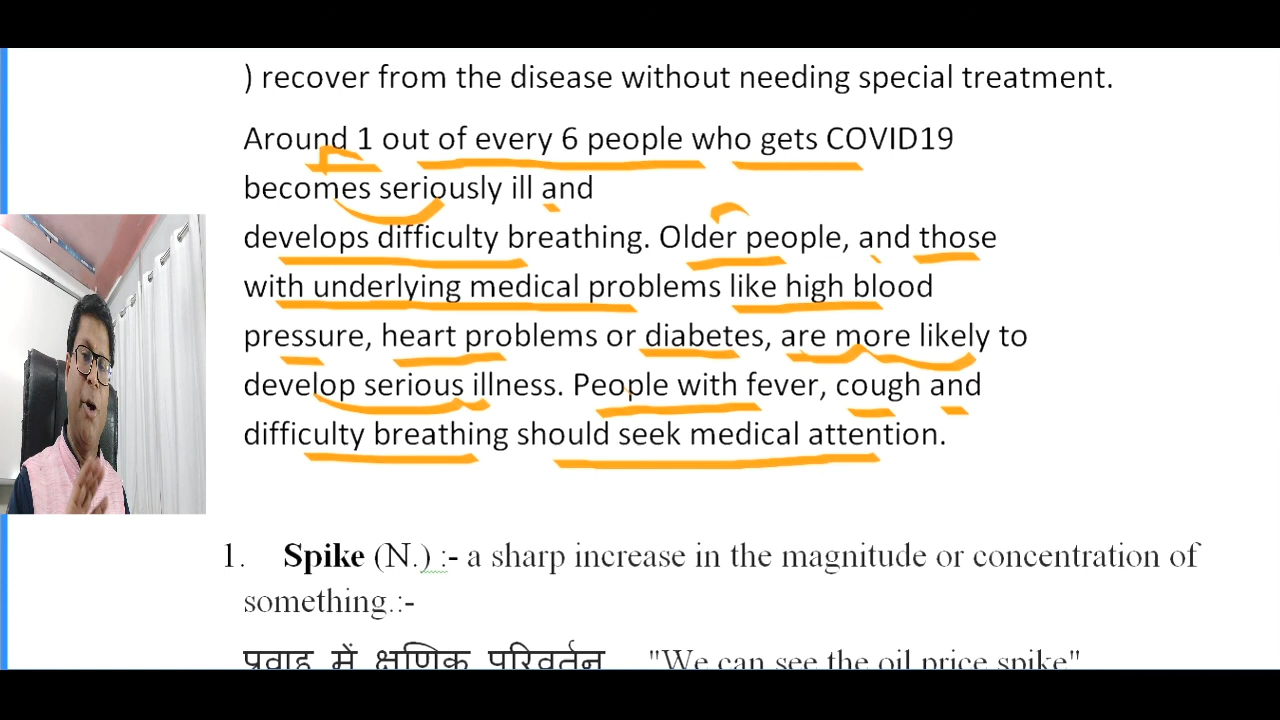 ) recover from the disease without needing special treatment.
Around 1 out of every 6 people who gets COVID19
becomes seriously ill and
develops difficulty breathing. Older people, and those
with underlying medical problems like high blood
pressure, heart problems or diabetes, are more likely to
develop serious illness. People with fever, cough and
difficulty breathing should seek medical attention.
1. Spike (N.) :- a sharp increase in the magnitude or concentration of
something.:-
प्रवाह में क्षणिक परिवर्तन "We can see the oil price spike"